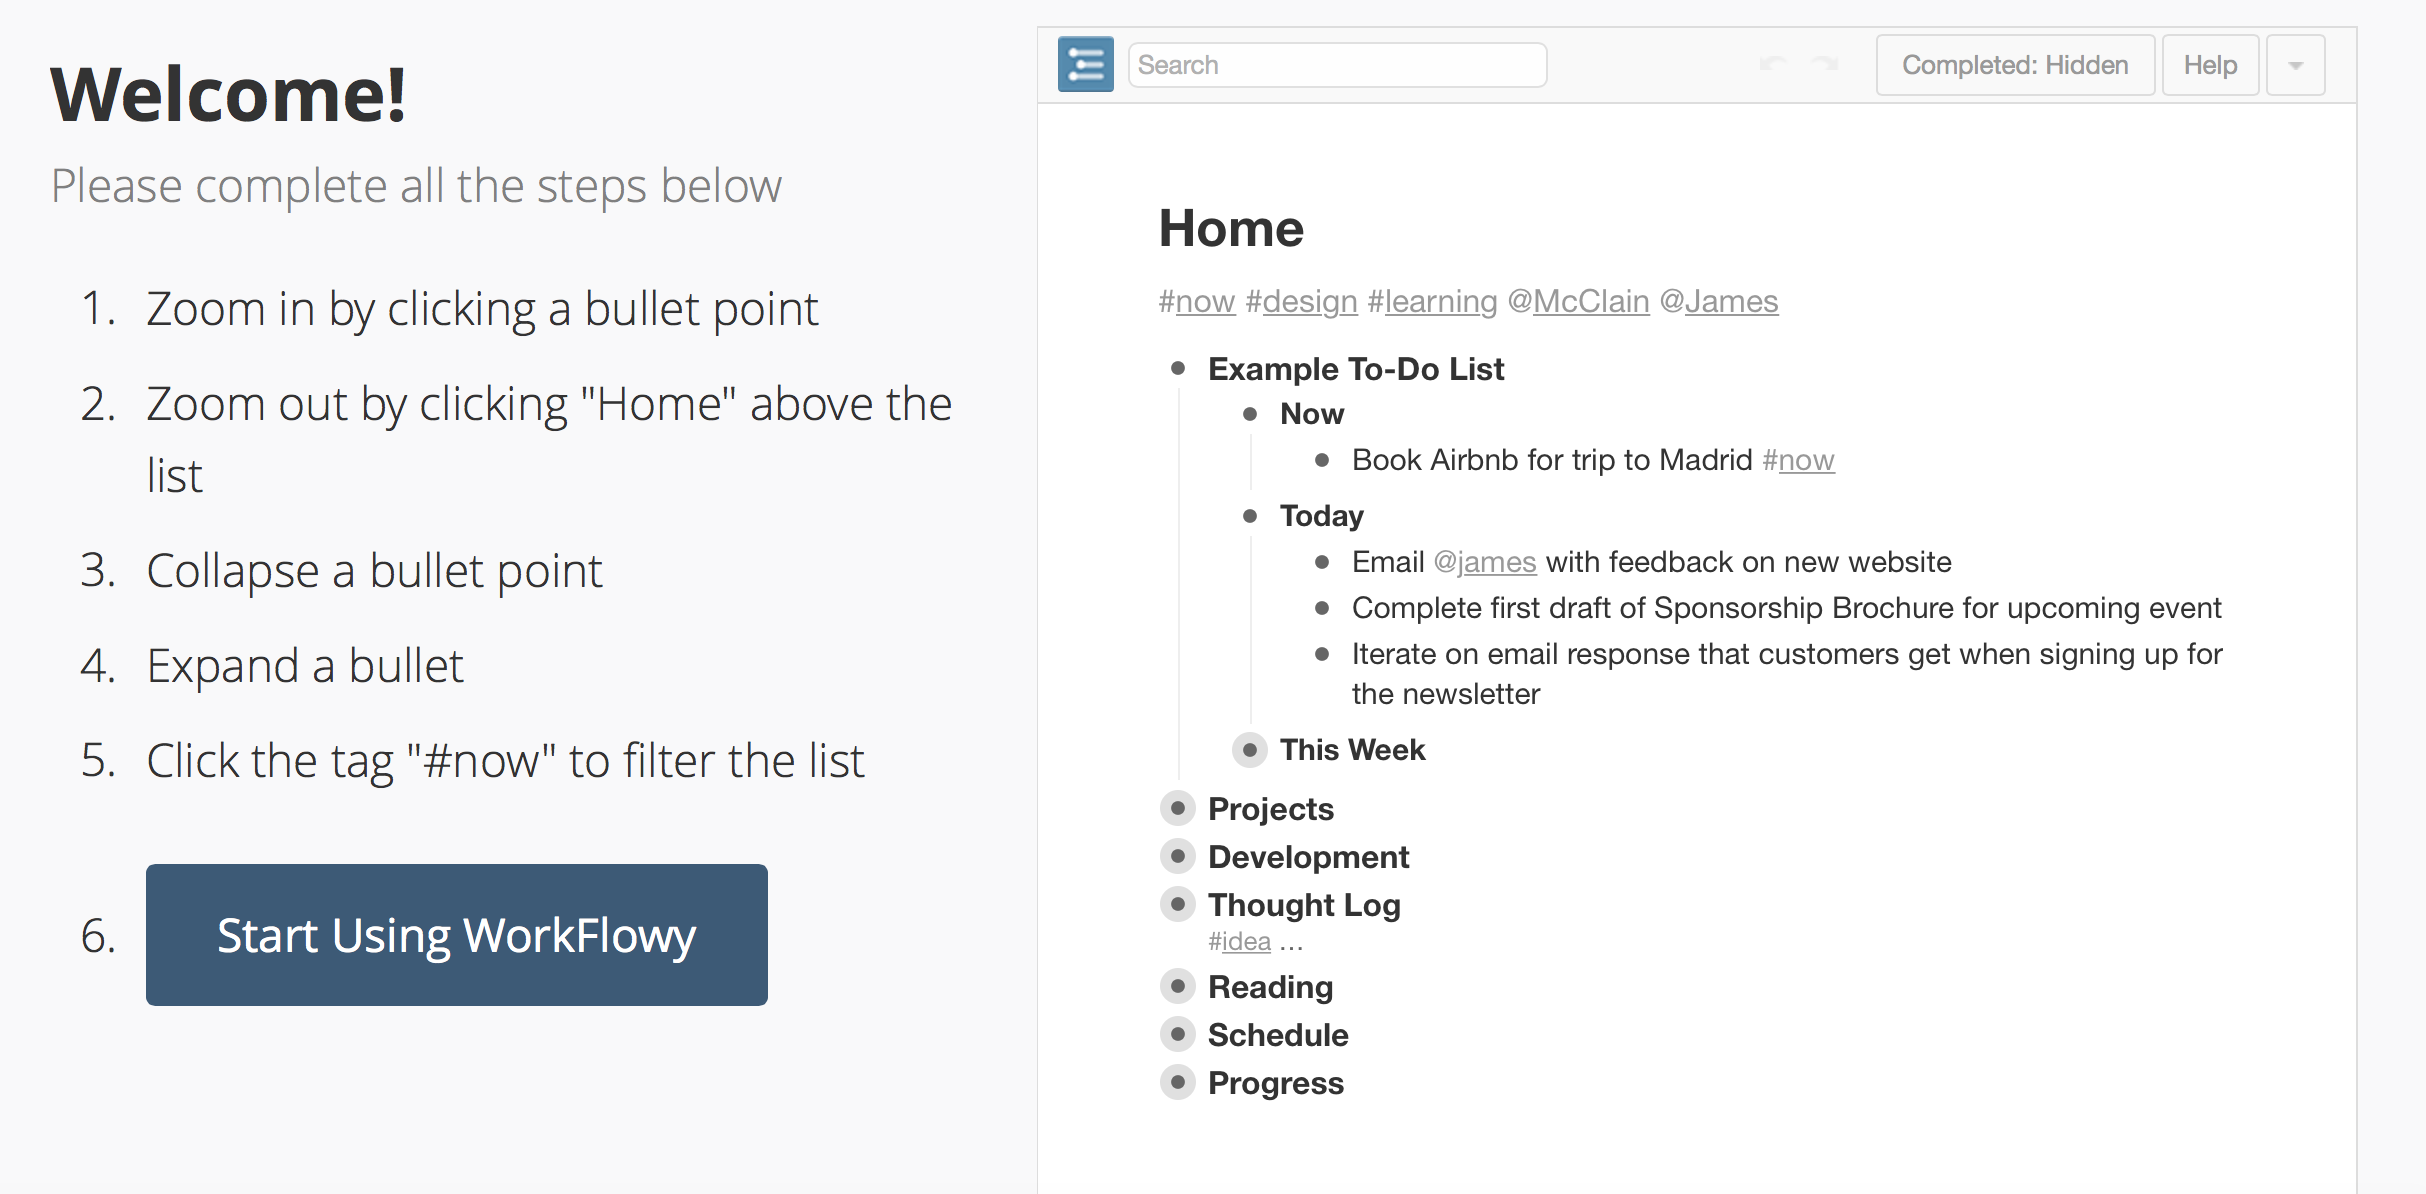 Welcome!
Please complete all the steps below
1. Zoom in by clicking a bullet point
2. Zoom out by clicking "Home" above the
list
3. Collapse a bullet point
4. Expand a bullet
5. Click the tag "#now" to filter the list
6. Start Using WorkFlowy
Search
Completed: Hidden
Help
Home
#now #design #learning @McClain @James
Example To-Do List
Now
Book Airbnb for trip to Madrid #now
Today
Email @james with feedback on new website
Complete first draft of Sponsorship Brochure for upcoming event
Iterate on email response that customers get when signing up for
the newsletter
This Week
Projects
Development
Thought Log
#idea ...
Reading
Schedule
Progress